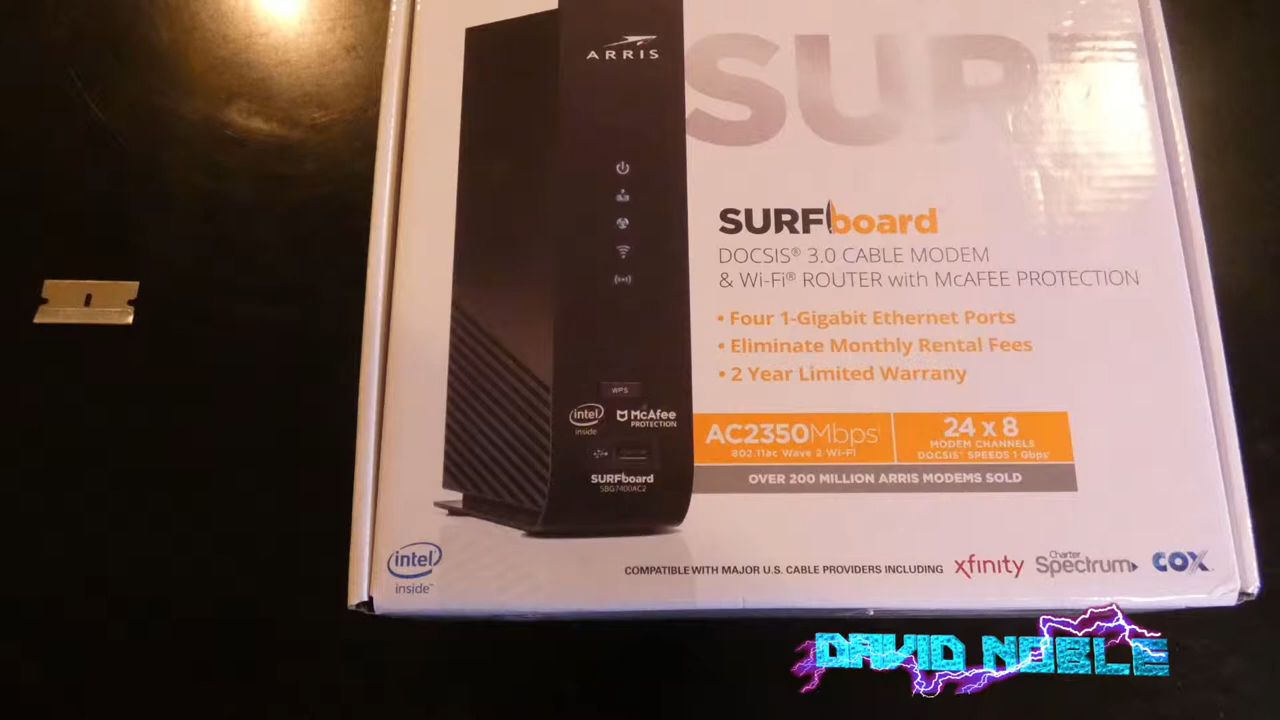 ARRIS
SURF
SURFboard
DOCSIS® 3.0 CABLE MODEM
& Wi-Fi® ROUTER with McAFEE PROTECTION
• Four 1-Gigabit Ethernet Ports
• Eliminate Monthly Rental Fees
• 2 Year Limited Warranty
WPS
intel inside
McAfee PROTECTION
AC2350Mbps
802.11ac Wave 2 Wi-Fi
24 x 8
MODEM CHANNELS
DOCSIS™ SPEEDS 1 Gbps
SURFboard
SBG7400AC2
OVER 200 MILLION ARRIS MODEMS SOLD
intel
inside™
COMPATIBLE WITH MAJOR U.S. CABLE PROVIDERS INCLUDING xfinity Charter Spectrum COX
DAVID NOBLE